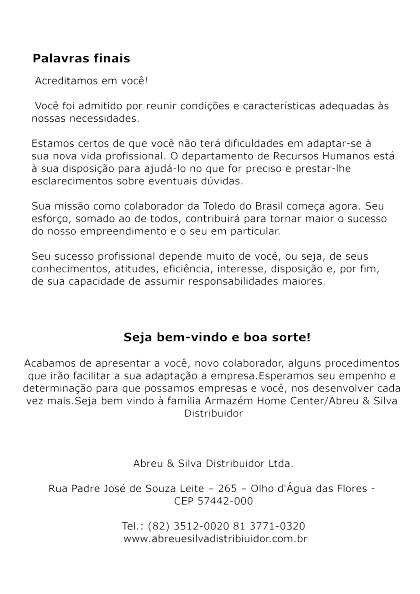 Palavras finais
Acreditamos em você!
Você foi admitido por reunir condições e características adequadas às
nossas necessidades.
Estamos certos de que você não terá dificuldades em adaptar-se à
sua nova vida profissional. O departamento de Recursos Humanos está
à sua disposição para ajudá-lo no que for preciso e prestar-lhe
esclarecimentos sobre eventuais dúvidas.
Sua missão como colaborador da Toledo do Brasil começa agora. Seu
esforço, somado ao de todos, contribuirá para tornar maior o sucesso
do nosso empreendimento e o seu em particular.
Seu sucesso profissional depende muito de você, ou seja, de seus
conhecimentos, atitudes, eficiência, interesse, disposição e, por fim,
de sua capacidade de assumir responsabilidades maiores.
Seja bem-vindo e boa sorte!
Acabamos de apresentar a você, novo colaborador, alguns procedimentos
que irão facilitar a sua adaptação a empresa.Esperamos seu empenho e
determinação para que possamos empresas e você, nos desenvolver cada
vez mais.Seja bem vindo à família Armazém Home Center/Abreu & Silva
Distribuidor
Abreu & Silva Distribuidor Ltda.
Rua Padre José de Souza Leite – 265 – Olho d'Água das Flores -
CEP 57442-000
Tel.: (82) 3512-0020 81 3771-0320
www.abreuesilvadistribiuidor.com.br